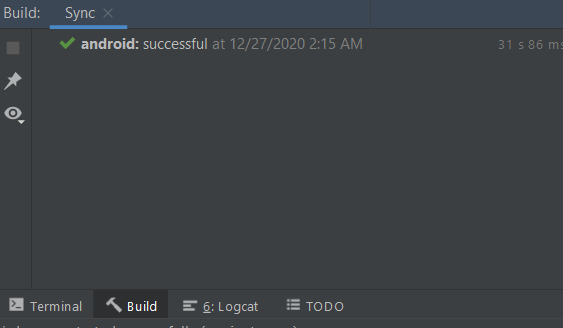 Build: Sync
android: successful at 12/27/2020 2:15 AM 31 s 86 ms
Terminal Build 6: Logcat TODO